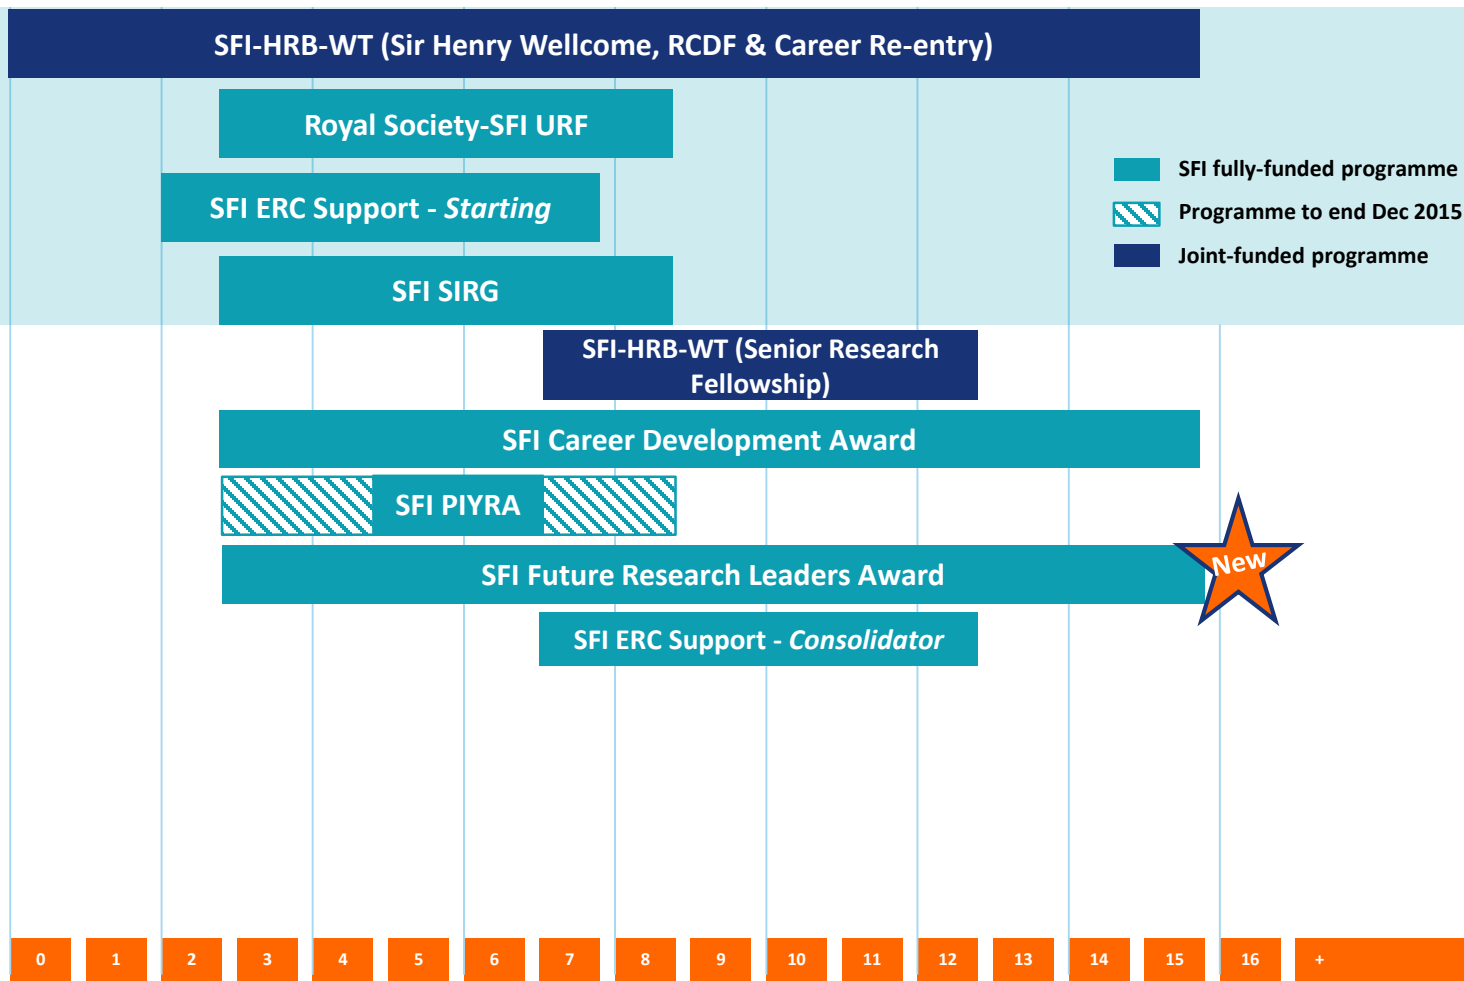 SFI-HRB-WT (Sir Henry Wellcome, RCDF & Career Re-entry)
Royal Society-SFI URF
SFI fully-funded programme
SFI ERC Support - Starting
Programme to end Dec 2015
Joint-funded programme
SFI SIRG
SFI-HRB-WT (Senior Research
Fellowship)
SFI Career Development Award
SFI PIYRA
New
SFI Future Research Leaders Award
SFI ERC Support - Consolidator
0 1 2 3 4 5 6 7 8 9 10 11 12 13 14 15 16 +